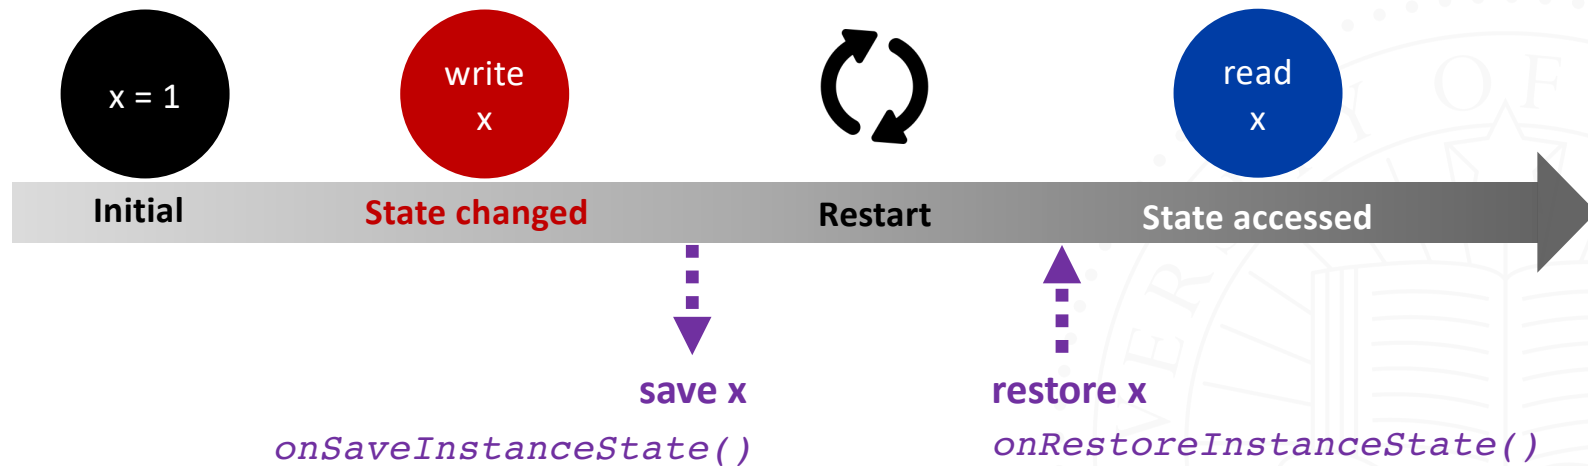 x = 1
write
x
read
x
Initial
State changed
Restart
State accessed
save x
restore x
onSaveInstanceState()
onRestoreInstanceState()